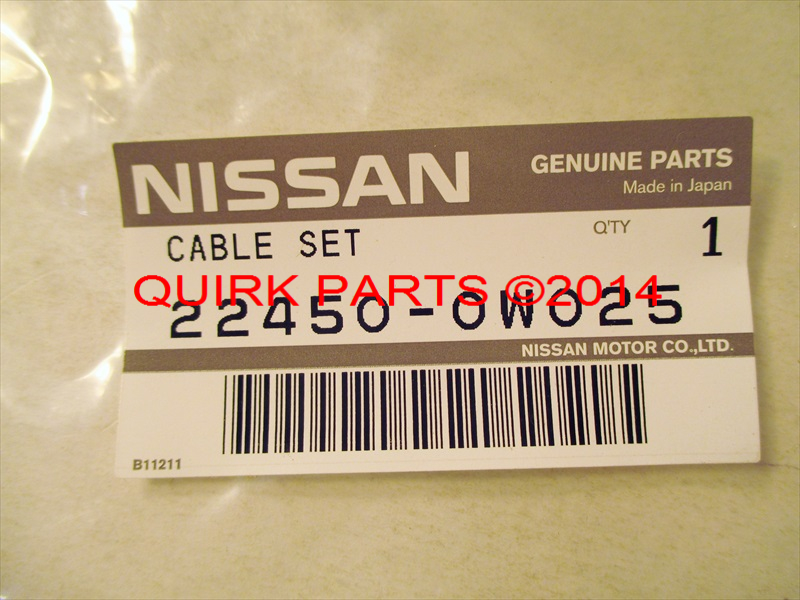 NISSAN
GENUINE PARTS
Made in Japan
CABLE SET
Q'TY 1
QUIRK PARTS ©2014
22450-0W025
NISSAN MOTOR CO.,LTD.
B11211